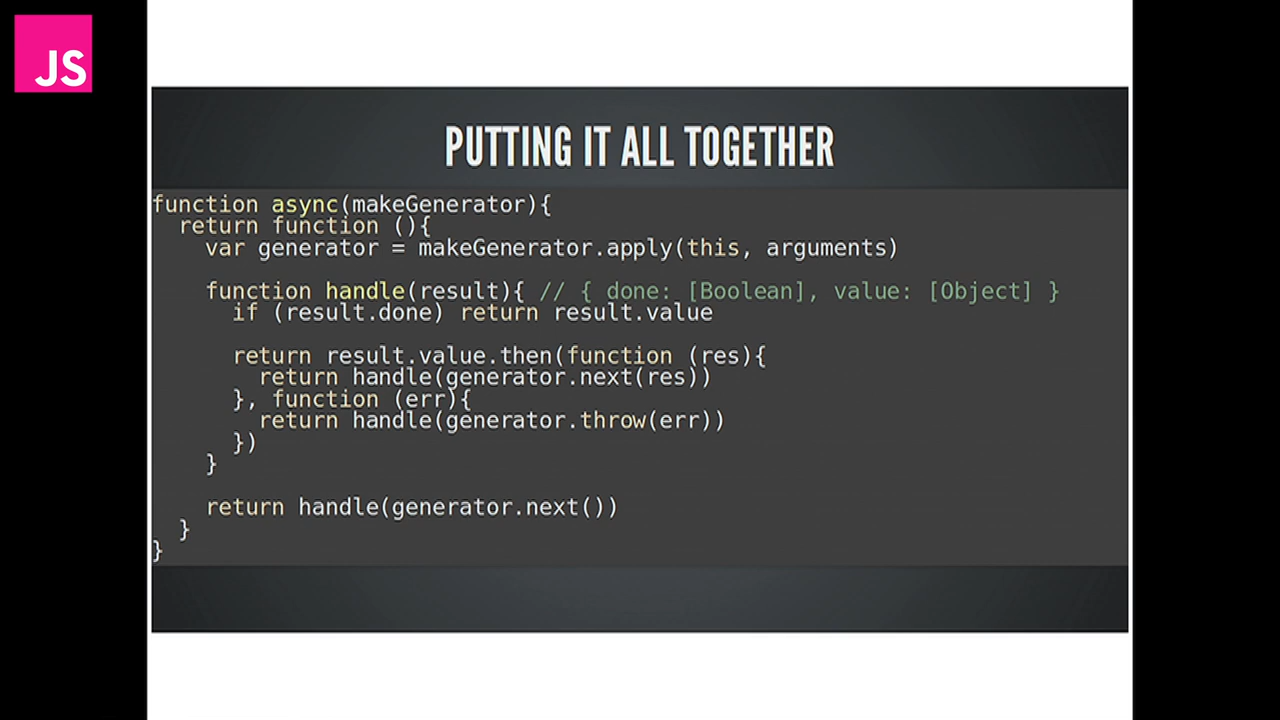 JS
PUTTING IT ALL TOGETHER
function async(makeGenerator){
  return function (){
    var generator = makeGenerator.apply(this, arguments)
    function handle(result){ // { done: [Boolean], value: [Object] }
      if (result.done) return result.value
      return result.value.then(function (res){
        return handle(generator.next(res))
      }, function (err){
        return handle(generator.throw(err))
      })
    }
    return handle(generator.next())
  }
}